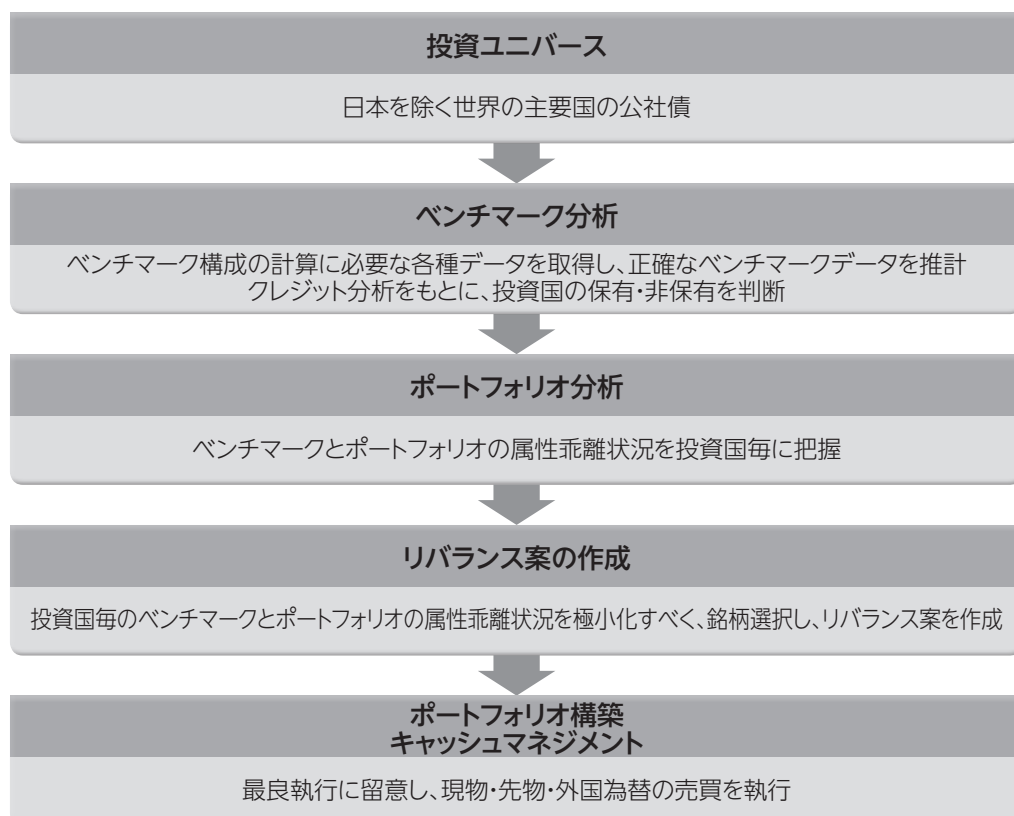 投資ユニバース
日本を除く世界の主要国の公社債
ベンチマーク分析
ベンチマーク構成の計算に必要な各種データを取得し、正確なベンチマークデータを推計
クレジット分析をもとに、投資国の保有・非保有を判断
ポートフォリオ分析
ベンチマークとポートフォリオの属性乖離状況を投資国毎に把握
リバランス案の作成
投資国毎のベンチマークとポートフォリオの属性乖離状況を極小化すべく、銘柄選択し、リバランス案を作成
ポートフォリオ構築
キャッシュマネジメント
最良執行に留意し、現物・先物・外国為替の売買を執行